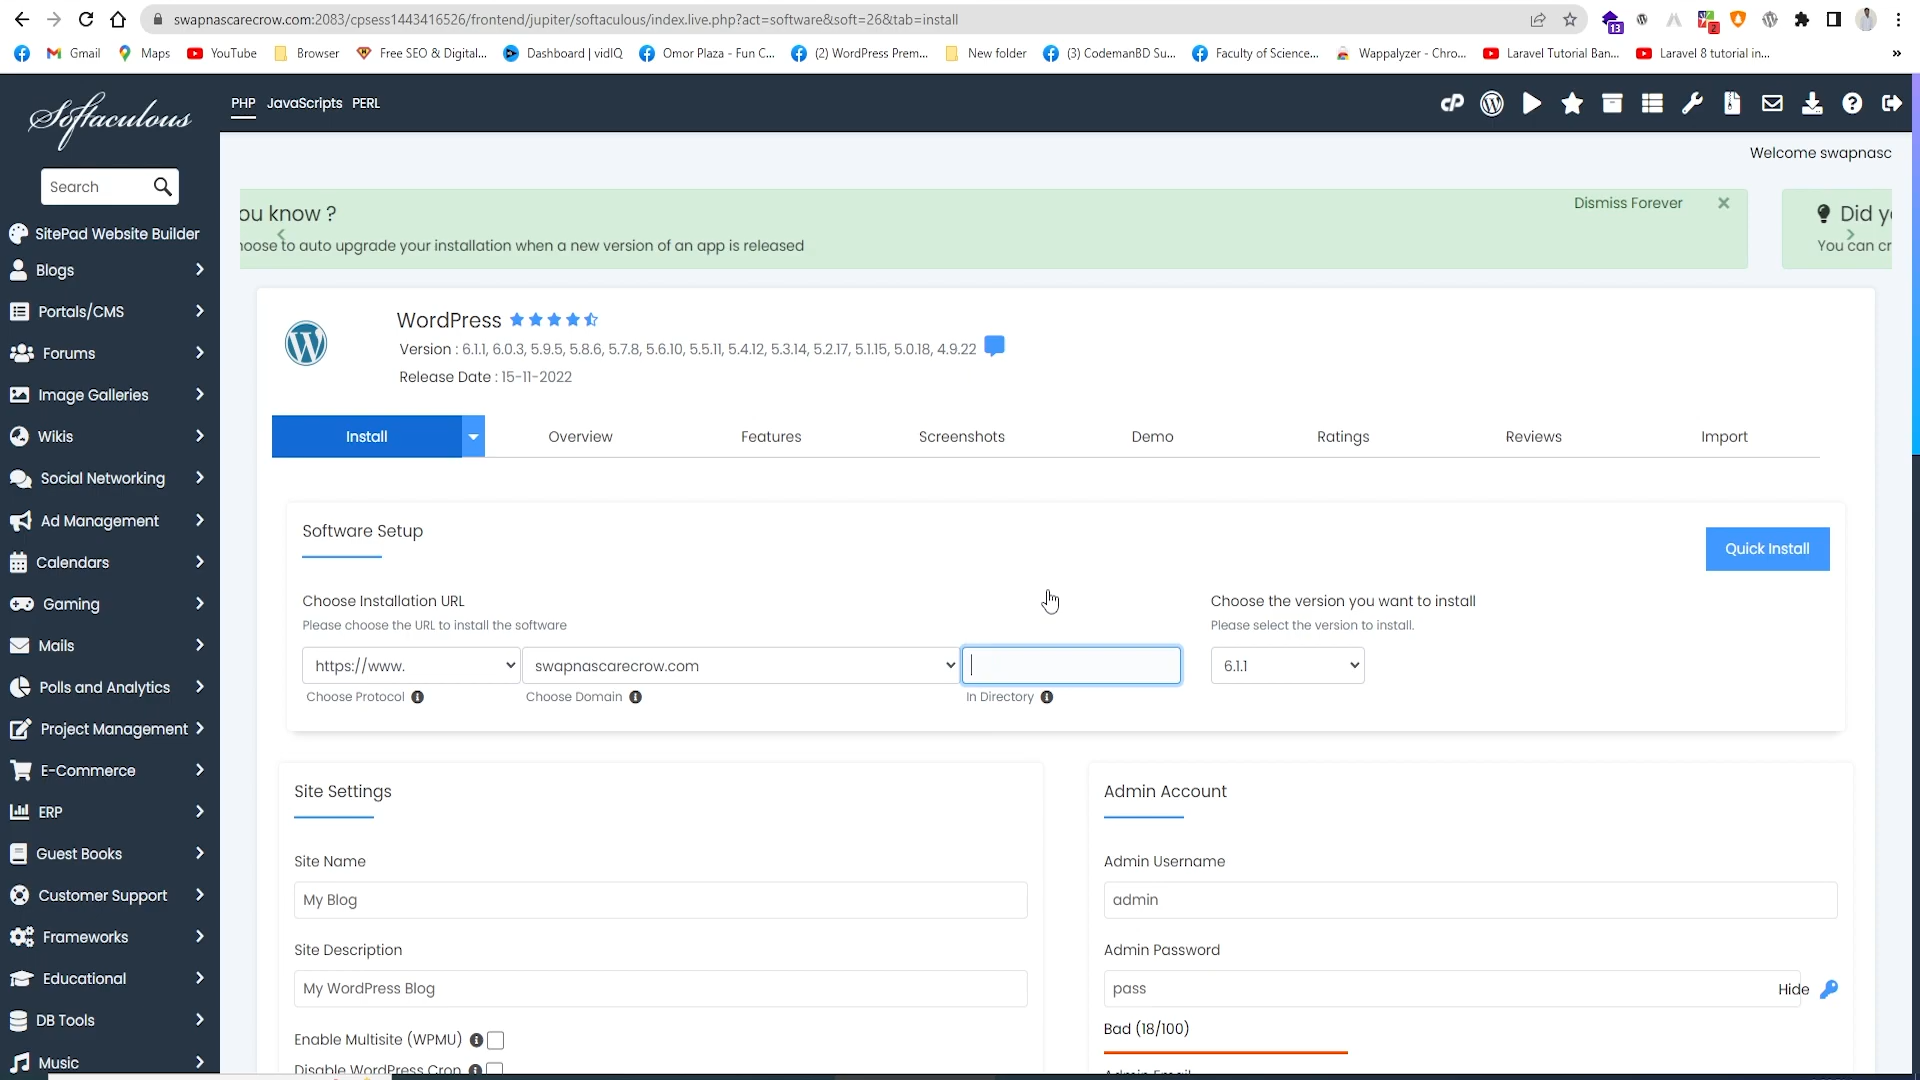 swapnascarecrow.com:2083/cpsess1443416526/frontend/jupiter/softaculous/index.live.php?act=software&soft=26&tab=install
13
2
Gmail
Maps
YouTube
Browser
Free SEO & Digital...
Dashboard | vidIQ
Omor Plaza - Fun C...
(2) WordPress Prem...
New folder
(3) CodemanBD Su...
Faculty of Science...
Wappalyzer - Chro...
Laravel Tutorial Ban...
Laravel 8 tutorial in...
»
Softaculous
PHP JavaScripts PERL
Welcome swapnasc
Search
ou know ?
hoose to auto upgrade your installation when a new version of an app is released
Dismiss Forever
Did y
You can cr
SitePad Website Builder
Blogs
Portals/CMS
Forums
Image Galleries
Wikis
Social Networking
Ad Management
Calendars
Gaming
Mails
Polls and Analytics
Project Management
E-Commerce
ERP
Guest Books
Customer Support
Frameworks
Educational
DB Tools
Music
WordPress
Version : 6.1.1, 6.0.3, 5.9.5, 5.8.6, 5.7.8, 5.6.10, 5.5.11, 5.4.12, 5.3.14, 5.2.17, 5.1.15, 5.0.18, 4.9.22
Release Date : 15-11-2022
Install
Overview
Features
Screenshots
Demo
Ratings
Reviews
Import
Software Setup
Quick Install
Choose Installation URL
Please choose the URL to install the software
https://www.
swapnascarecrow.com
Choose Protocol
Choose Domain
In Directory
Choose the version you want to install
Please select the version to install.
6.1.1
Site Settings
Site Name
My Blog
Site Description
My WordPress Blog
Enable Multisite (WPMU)
Disable WordPress Cron
Admin Account
Admin Username
admin
Admin Password
pass
Hide
Bad (18/100)
Admin Email